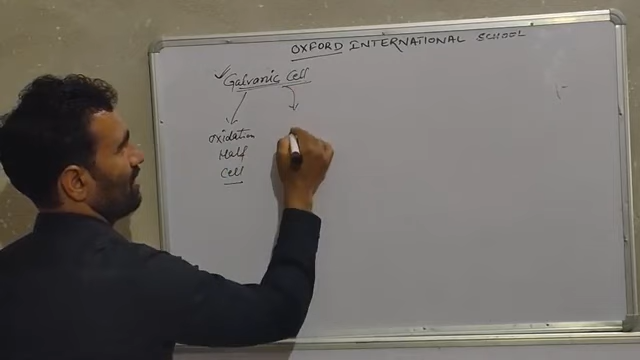 OXFORD INTERNATIONAL SCHOOL
Galvanic Cell
Oxidation
Half
Cell